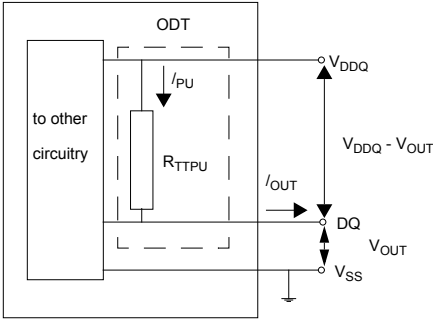 ODT
V_DDQ
I_PU
to other
circuitry
V_DDQ - V_OUT
R_TTPU
I_OUT
DQ
V_OUT
V_SS